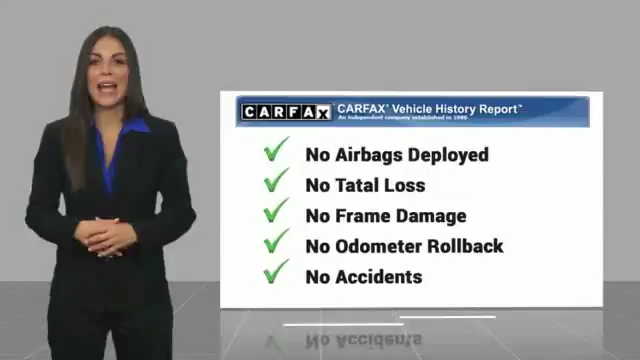 CARFAX CARFAX® Vehicle History Report™
An independent company established in 1986
No Airbags Deployed
No Tatal Loss
No Frame Damage
No Odometer Rollback
No Accidents